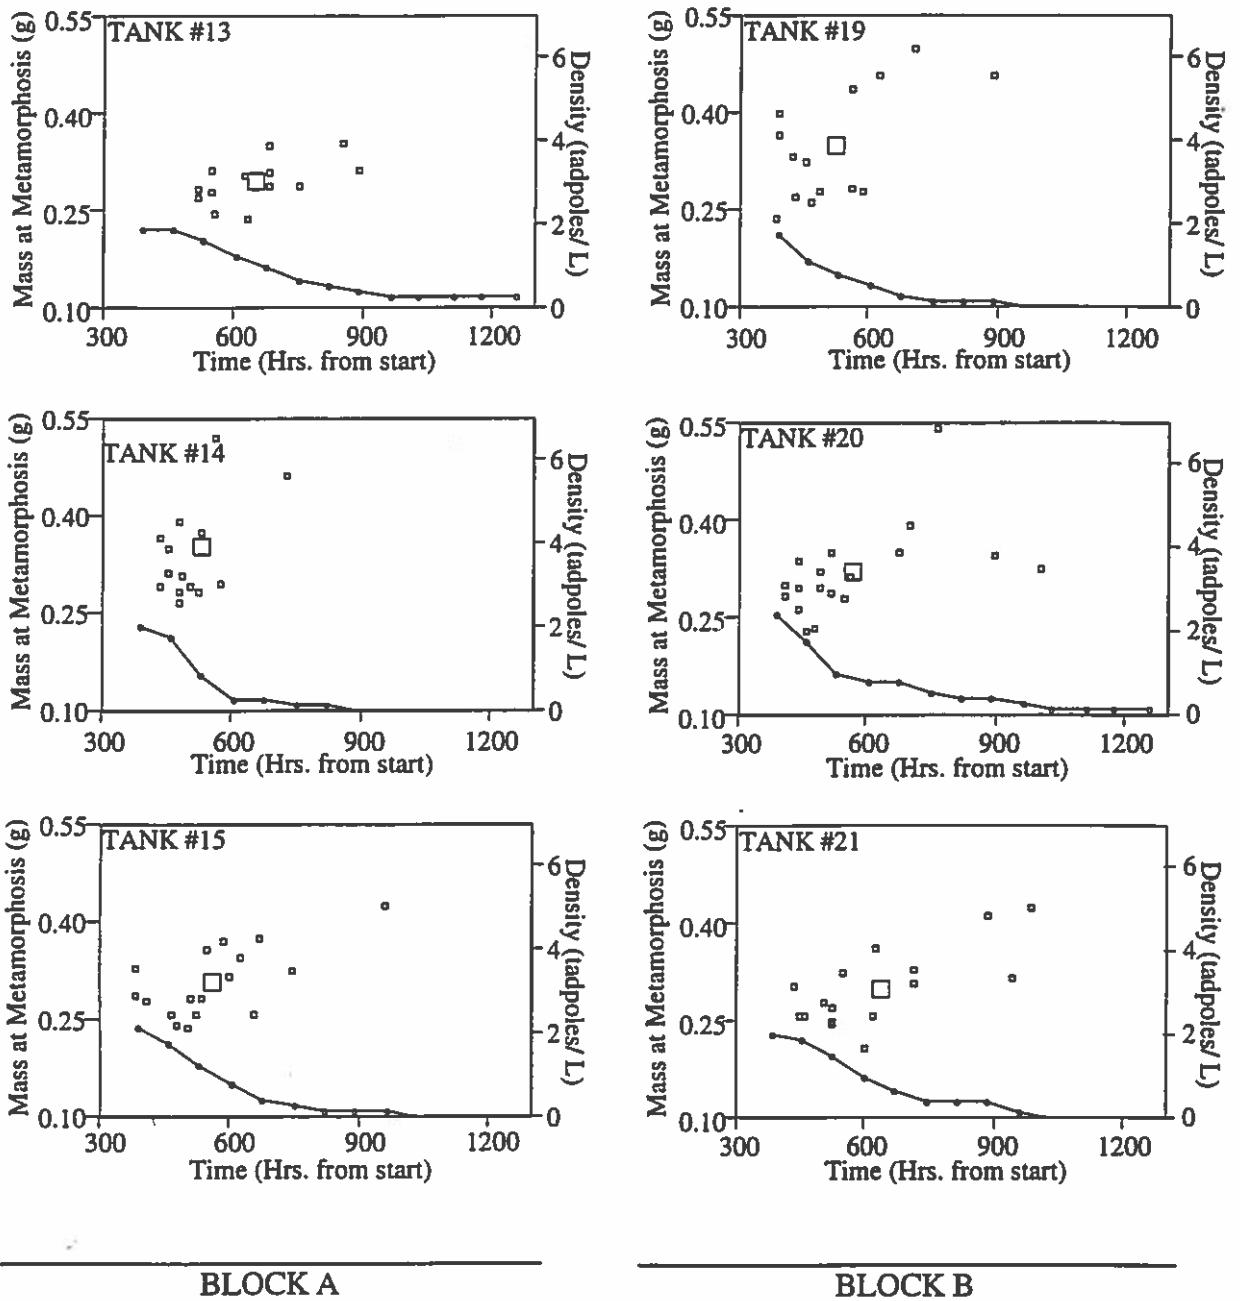 TANK #13
Mass at Metamorphosis (g)
0.55
0.40
0.25
0.10
6
4
2
0
Density (tadpoles/ L)
300 600 900 1200
Time (Hrs. from start)
TANK #19
Mass at Metamorphosis (g)
0.55
0.40
0.25
0.10
6
4
2
0
Density (tadpoles/ L)
300 600 900 1200
Time (Hrs. from start)
TANK #14
Mass at Metamorphosis (g)
0.55
0.40
0.25
0.10
6
4
2
0
Density (tadpoles/ L)
300 600 900 1200
Time (Hrs. from start)
TANK #20
Mass at Metamorphosis (g)
0.55
0.40
0.25
0.10
6
4
2
0
Density (tadpoles/ L)
300 600 900 1200
Time (Hrs. from start)
TANK #15
Mass at Metamorphosis (g)
0.55
0.40
0.25
0.10
6
4
2
0
Density (tadpoles/ L)
300 600 900 1200
Time (Hrs. from start)
TANK #21
Mass at Metamorphosis (g)
0.55
0.40
0.25
0.10
6
4
2
0
Density (tadpoles/ L)
300 600 900 1200
Time (Hrs. from start)
BLOCK A
BLOCK B